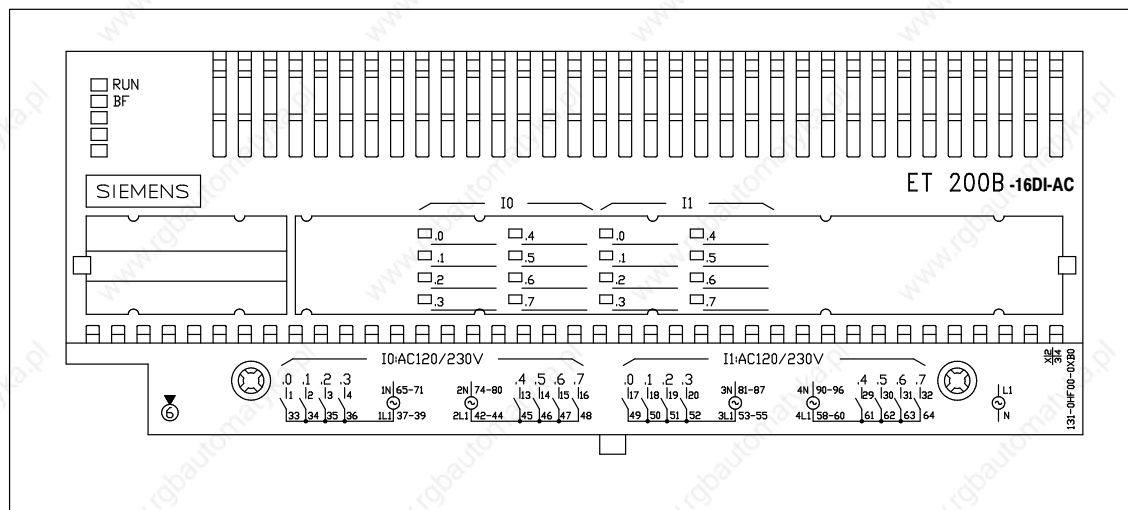 RUN
BF
SIEMENS
ET 200B -16DI-AC
I0 I1
.0 .4 .0 .4
.1 .5 .1 .5
.2 .6 .2 .6
.3 .7 .3 .7
I0:AC120/230V I1:AC120/230V
.0 .1 .2 .3 .4 .5 .6 .7 .0 .1 .2 .3 .4 .5 .6 .7
1 2 3 4 1N 65-71 2N 74-80 13 14 15 16 17 18 19 20 3N 81-87 4N 90-96 29 30 31 32 L1
33 34 35 36 1L1 37-39 2L1 42-44 45 46 47 48 49 50 51 52 3L1 53-55 4L1 58-60 61 62 63 64 N
6
131-0HF00-0XB0
www.rgbautomatyka.pl